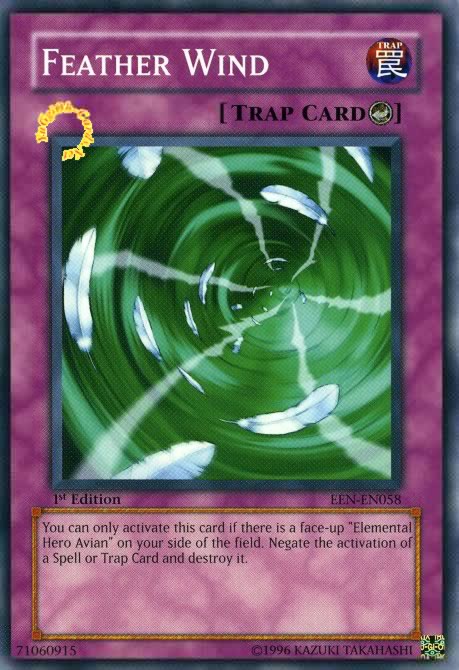 FEATHER WIND
TRAP
罠
[TRAP CARD]
1st Edition
EEN-EN058
You can only activate this card if there is a face-up "Elemental
Hero Avian" on your side of the field. Negate the activation of
a Spell or Trap Card and destroy it.
71060915
©1996 KAZUKI TAKAHASHI